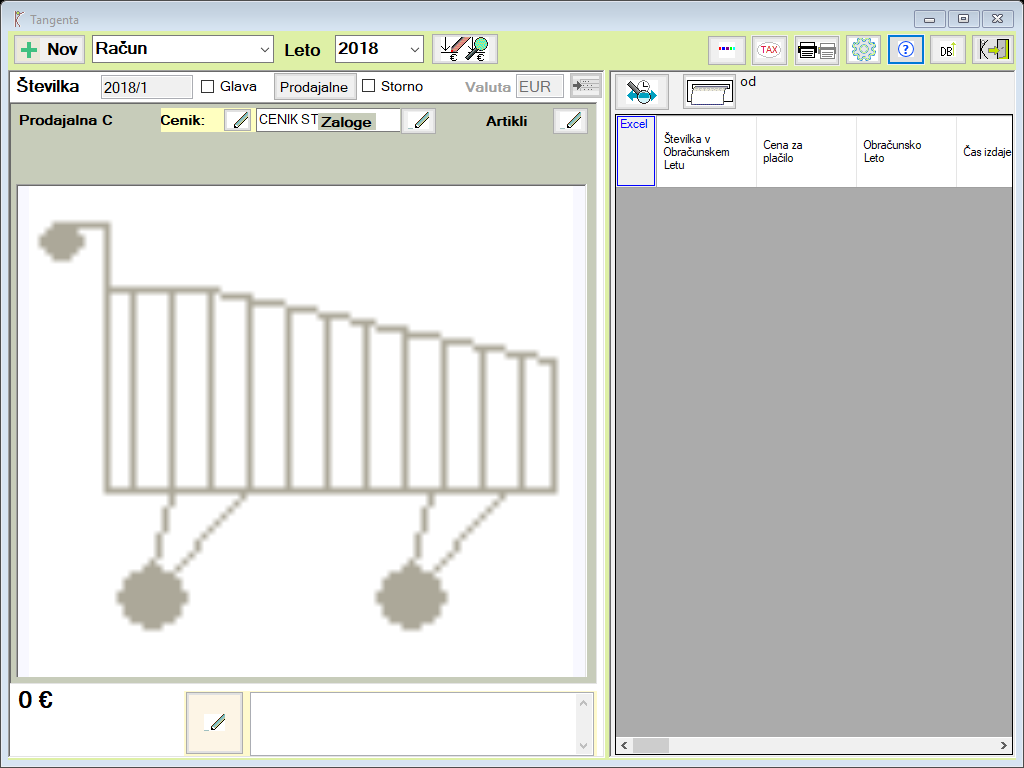 Tangenta
Nov
Račun
Leto
2018
€ €
TAX
?
DB
Številka
2018/1
Glava
Prodajalne
Storno
Valuta
EUR
od
Prodajalna C
Cenik:
CENIK ST
Zaloge
Artikli
Excel
Številka v
Obračunskem
Letu
Cena za
plačilo
Obračunsko
Leto
Čas izdaje
0 €